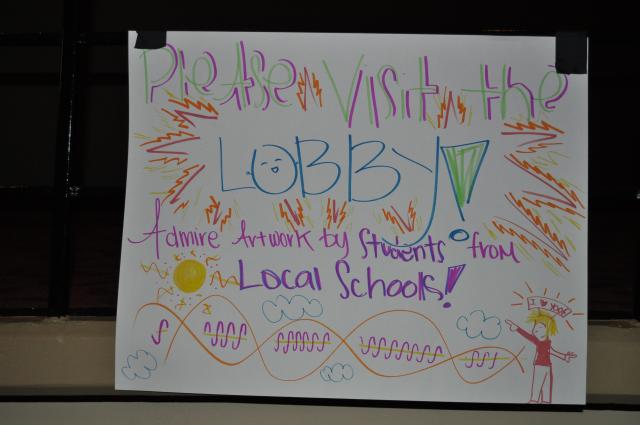 Please Visit the
LOBBY!
Admire Artwork by Students from
Local Schools!